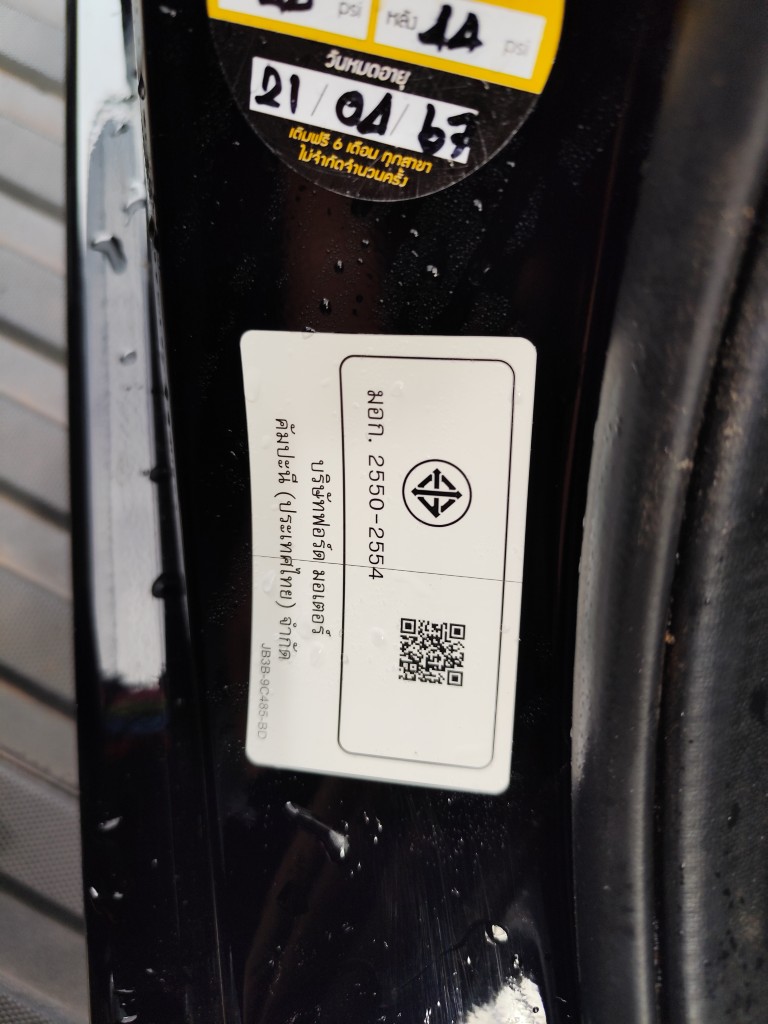 psi
หลัง 44 psi
วันหมดอายุ
21/04/67
เติมฟรี 6 เดือน ทุกสาขา
ไม่จำกัดจำนวนครั้ง
มอก. 2550-2554
บริษัทฟอร์ด มอเตอร์
คัมปะนี (ประเทศไทย) จำกัด
JB3B-9C485-BD